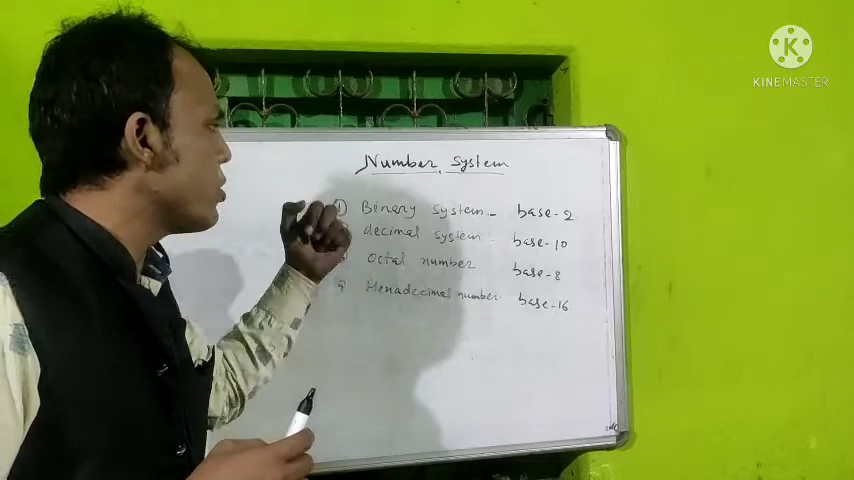 Number System
1) Binary system - base-2
decimal system - base-10
octal number base-8
Hexadecimal number base-16
K
KINEMASTER